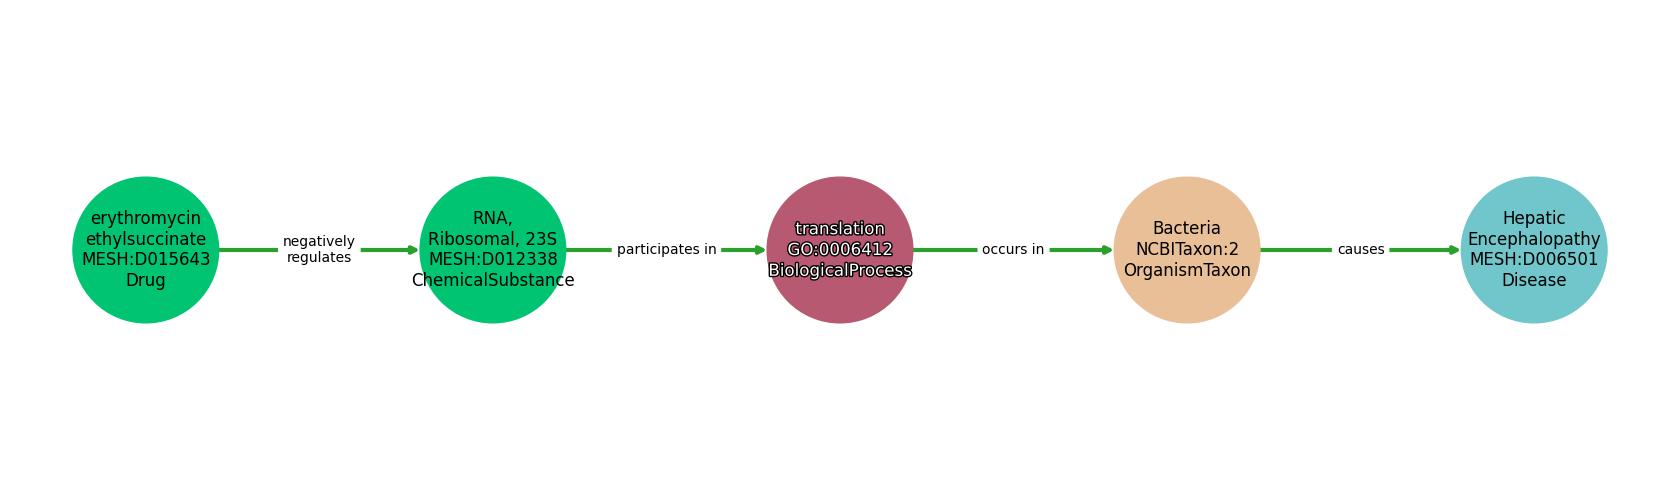 erythromycin
ethylsuccinate
MESH:D015643
Drug
negatively
regulates
RNA,
Ribosomal, 23S
MESH:D012338
ChemicalSubstance
participates in
translation
GO:0006412
BiologicalProcess
occurs in
Bacteria
NCBITaxon:2
OrganismTaxon
causes
Hepatic
Encephalopathy
MESH:D006501
Disease